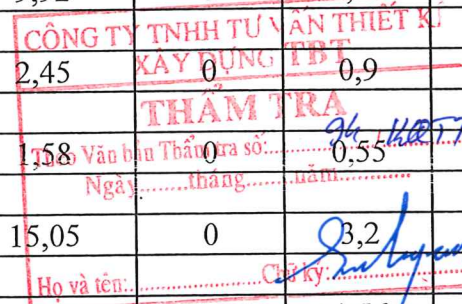 CÔNG TY TNHH TƯ VẤN THIẾT KẾ
XÂY DỰNG TBT
2,45 0 0,9
THẨM TRA
1,58 0 0,55
Theo Văn bản Thẩm tra số:
Ngày.........tháng.........năm............
15,05 0 3,2
Họ và tên:....................Chữ ký:....................